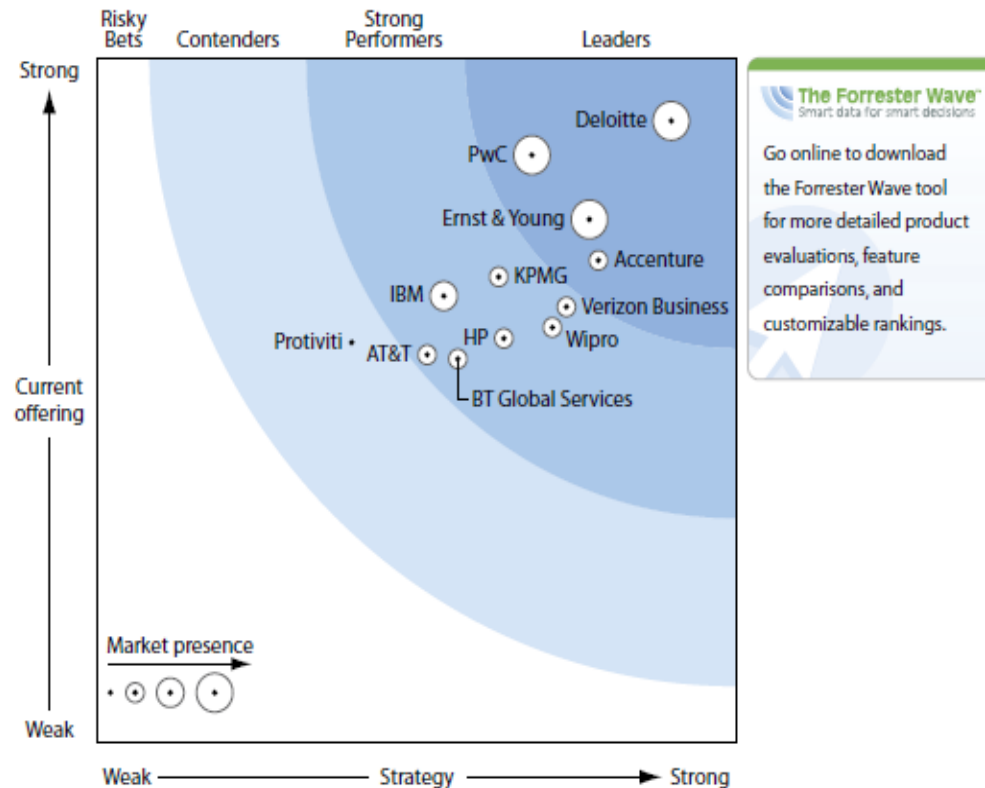 Risky
Bets
Contenders
Strong
Performers
Leaders
Strong
Current
offering
Weak
Deloitte
PwC
Ernst & Young
Accenture
KPMG
IBM
Verizon Business
Protiviti
HP
Wipro
AT&T
BT Global Services
Market presence
Weak
Strategy
Strong
The Forrester Wave™
Smart data for smart decisions
Go online to download
the Forrester Wave tool
for more detailed product
evaluations, feature
comparisons, and
customizable rankings.